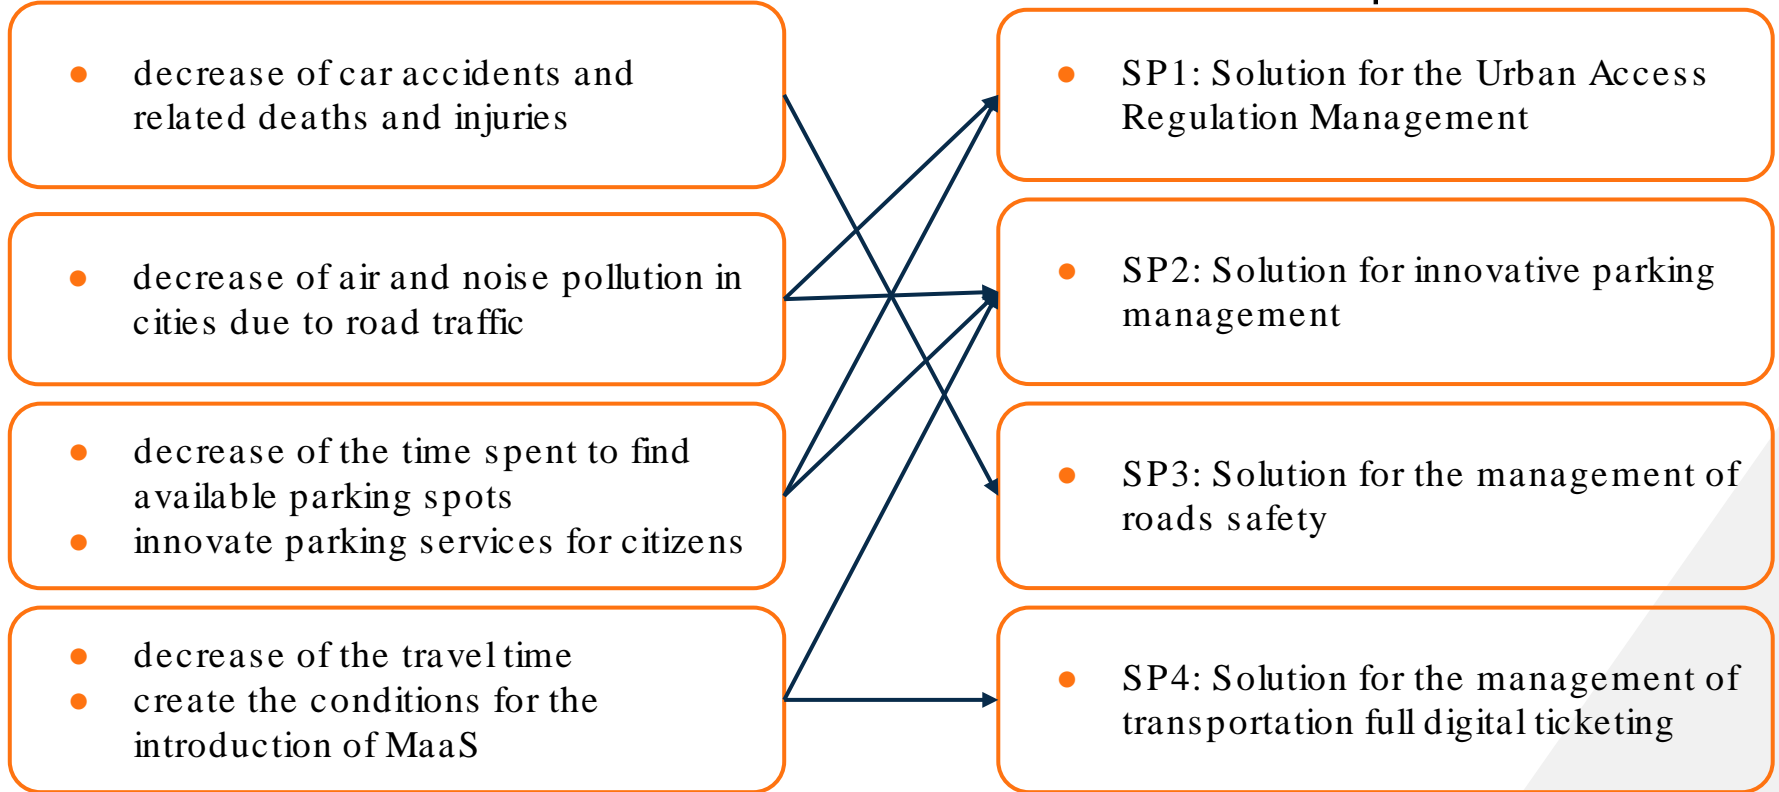 decrease of car accidents and
related deaths and injuries
decrease of air and noise pollution in
cities due to road traffic
decrease of the time spent to find
available parking spots
innovate parking services for citizens
decrease of the travel time
create the conditions for the
introduction of MaaS
SP1: Solution for the Urban Access
Regulation Management
SP2: Solution for innovative parking
management
SP3: Solution for the management of
roads safety
SP4: Solution for the management of
transportation full digital ticketing